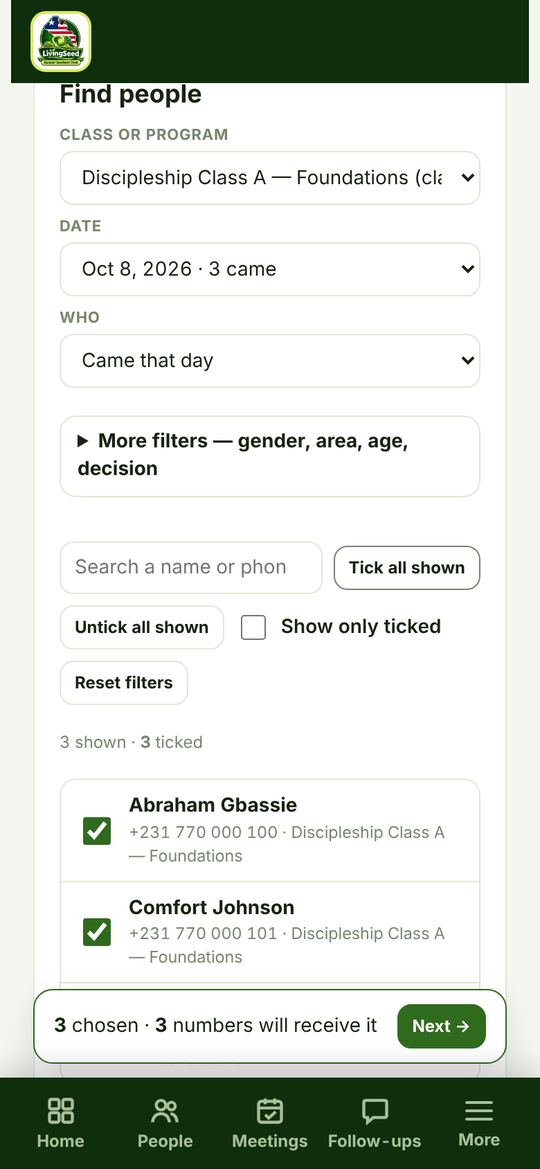 LivingSeed
Find people
CLASS OR PROGRAM
Discipleship Class A — Foundations (cla
DATE
Oct 8, 2026 · 3 came
WHO
Came that day
▶ More filters — gender, area, age,
decision
Search a name or phon
Tick all shown
Untick all shown
Show only ticked
Reset filters
3 shown · 3 ticked
Abraham Gbassie
+231 770 000 100 · Discipleship Class A
— Foundations
Comfort Johnson
+231 770 000 101 · Discipleship Class A
— Foundations
3 chosen · 3 numbers will receive it
Next →
Home
People
Meetings
Follow-ups
More